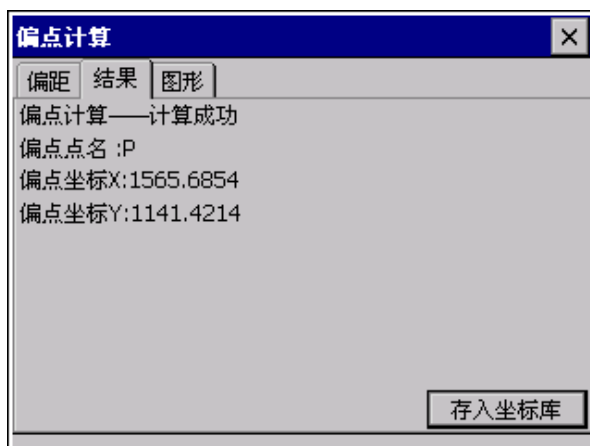 偏点计算
偏距 结果 图形
偏点计算——计算成功
偏点点名 :P
偏点坐标X:1565.6854
偏点坐标Y:1141.4214
存入坐标库